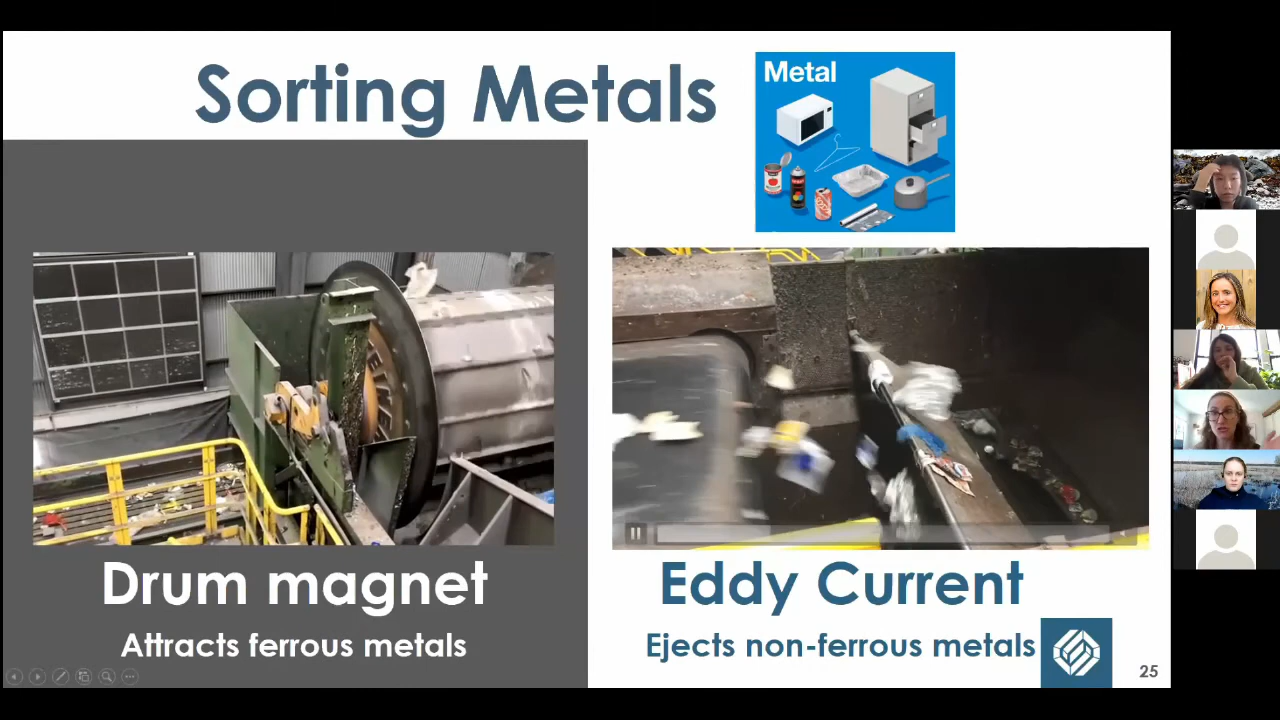 Sorting Metals
Metal
Drum magnet
Attracts ferrous metals
Eddy Current
Ejects non-ferrous metals
25